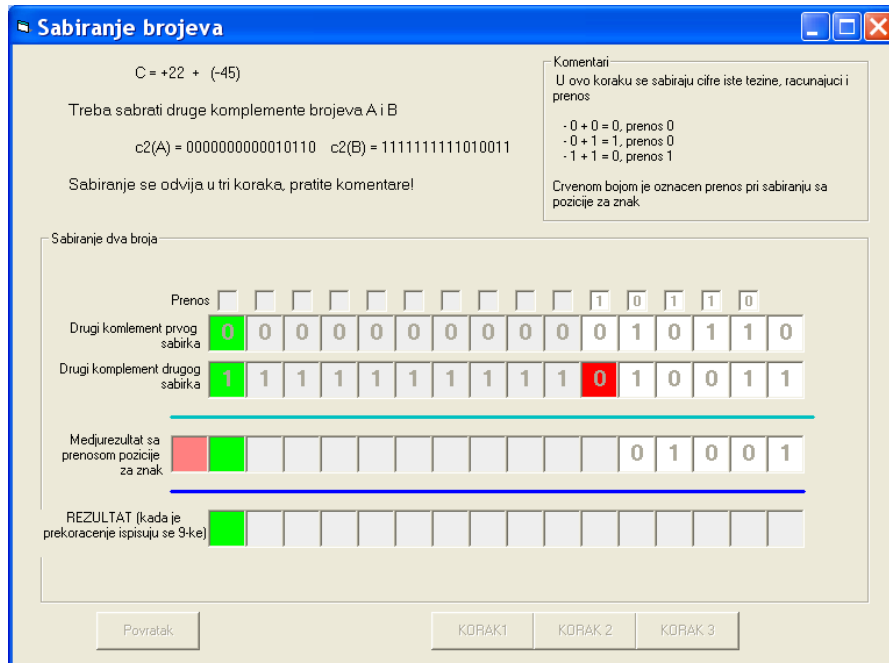 Sabiranje brojeva
C = +22 + (-45)
Treba sabrati druge komplemente brojeva A i B
c2(A) = 0000000000010110 c2(B) = 1111111111010011
Sabiranje se odvija u tri koraka, pratite komentare!
Komentari
U ovo koraku se sabiraju cifre iste tezine, racunajuci i
prenos
- 0 + 0 = 0, prenos 0
- 0 + 1 = 1, prenos 0
- 1 + 1 = 0, prenos 1
Crvenom bojom je oznacen prenos pri sabiranju sa
pozicije za znak
Sabiranje dva broja
Prenos 1 0 1 1 0
Drugi komlement prvog
sabirka
0 0 0 0 0 0 0 0 0 0 0 1 0 1 1 0
Drugi komplement drugog
sabirka
1 1 1 1 1 1 1 1 1 1 0 1 0 0 1 1
Medjurezultat sa
prenosom pozicije
za znak
0 1 0 0 1
REZULTAT (kada je
prekoracenje ispisuju se 9-ke)
Povratak KORAK1 KORAK 2 KORAK 3